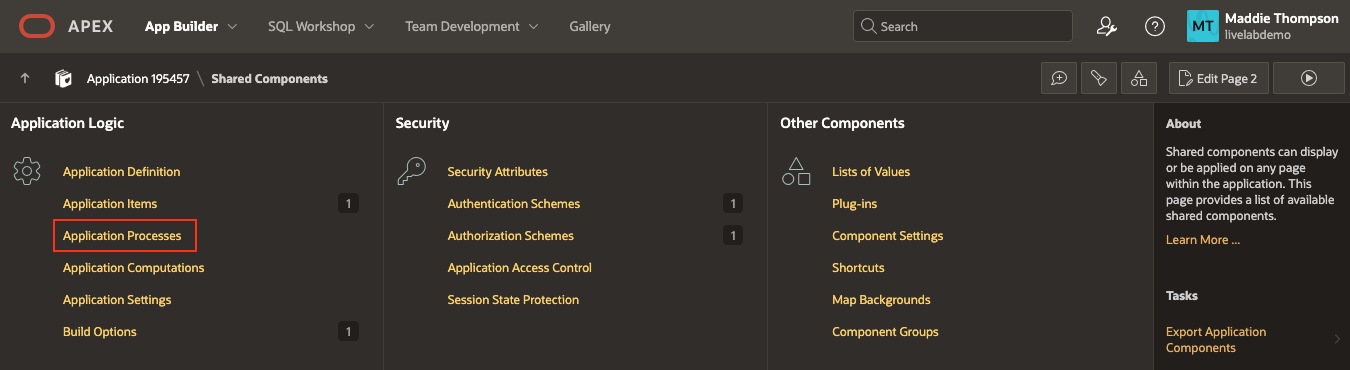 APEX
App Builder
SQL Workshop
Team Development
Gallery
Search
MT
Maddie Thompson
livelabdemo
Application 195457 \ Shared Components
Edit Page 2
Application Logic
Application Definition
Application Items 1
Application Processes
Application Computations
Application Settings
Build Options 1
Security
Security Attributes
Authentication Schemes 1
Authorization Schemes 1
Application Access Control
Session State Protection
Other Components
Lists of Values
Plug-ins
Component Settings
Shortcuts
Map Backgrounds
Component Groups
About
Shared components can display
or be applied on any page
within the application. This
page provides a list of available
shared components.
Learn More ...
Tasks
Export Application
Components